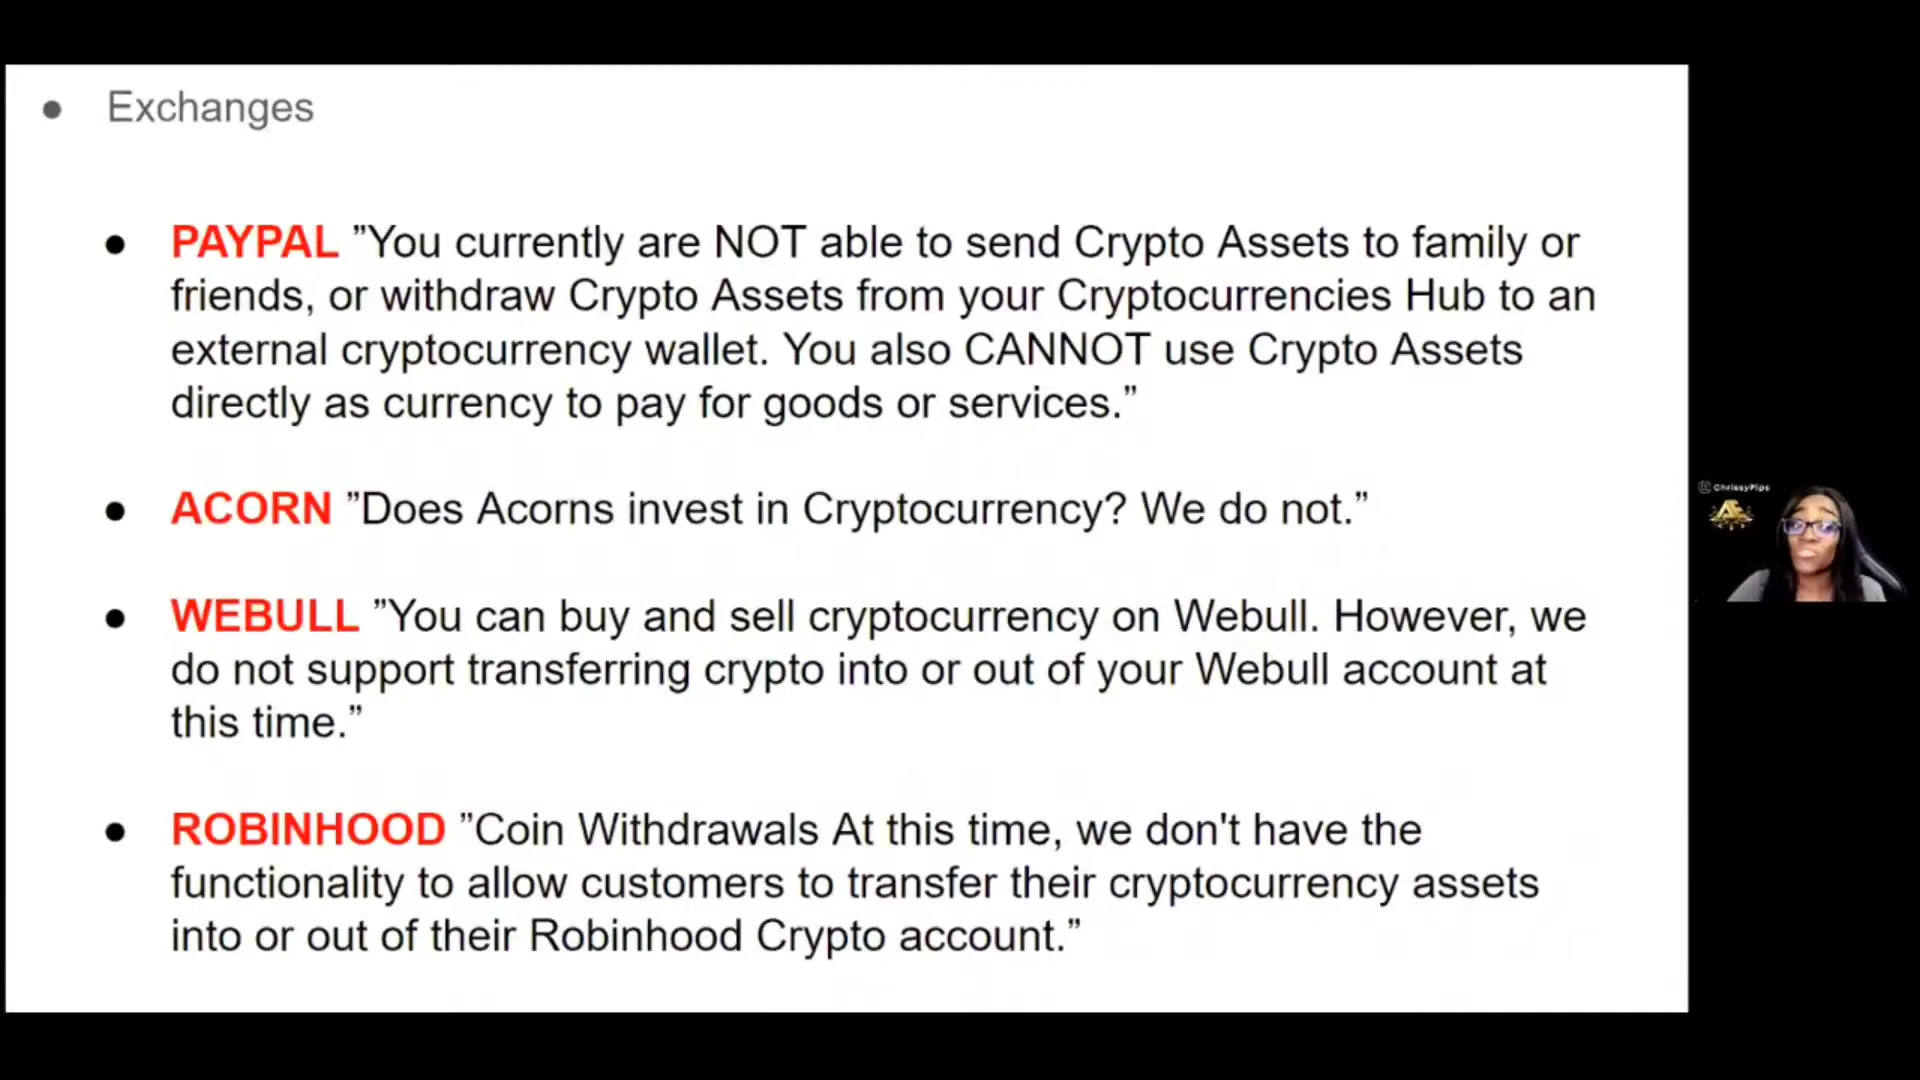 ● Exchanges
● PAYPAL ”You currently are NOT able to send Crypto Assets to family or
friends, or withdraw Crypto Assets from your Cryptocurrencies Hub to an
external cryptocurrency wallet. You also CANNOT use Crypto Assets
directly as currency to pay for goods or services.”
● ACORN ”Does Acorns invest in Cryptocurrency? We do not.”
● WEBULL ”You can buy and sell cryptocurrency on Webull. However, we
do not support transferring crypto into or out of your Webull account at
this time.”
● ROBINHOOD ”Coin Withdrawals At this time, we don't have the
functionality to allow customers to transfer their cryptocurrency assets
into or out of their Robinhood Crypto account.”
ChrissyPips